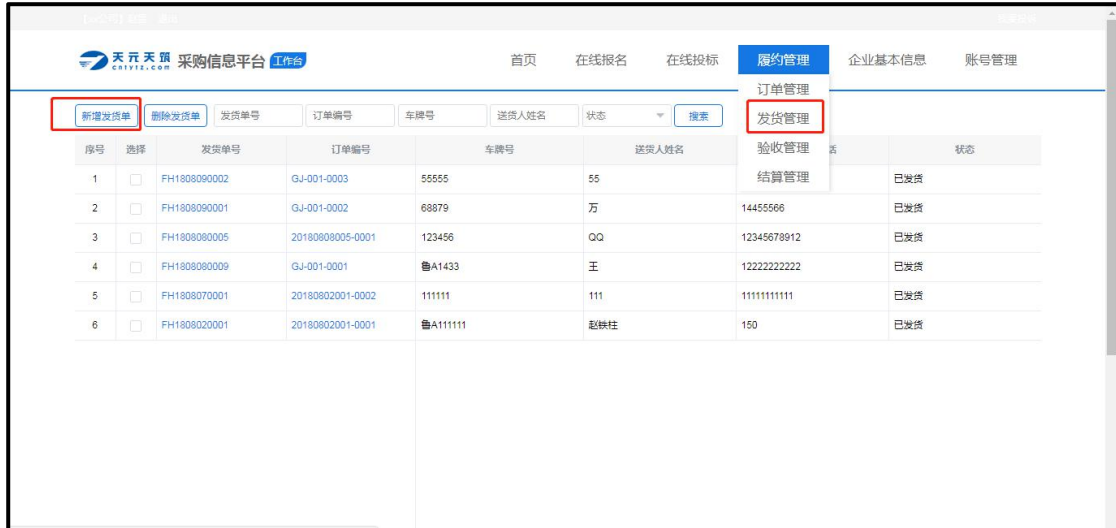 天元天筑 采购信息平台 工作台 首页 在线报名 在线投标 履约管理 企业基本信息 账号管理
cntytz.com
订单管理
新增发货单 删除发货单 发货单号 订单编号 车牌号 送货人姓名 状态 搜索 发货管理
序号 选择 发货单号 订单编号 车牌号 送货人姓名 验收管理 状态
1 FH1808090002 GJ-001-0003 55555 55 结算管理 已发货
2 FH1808090001 GJ-001-0002 68879 万 14455566 已发货
3 FH1808080005 20180808005-0001 123456 QQ 12345678912 已发货
4 FH1808080009 GJ-001-0001 鲁A1433 王 12222222222 已发货
5 FH1808070001 20180802001-0002 111111 111 11111111111 已发货
6 FH1808020001 20180802001-0001 鲁A111111 赵铁柱 150 已发货